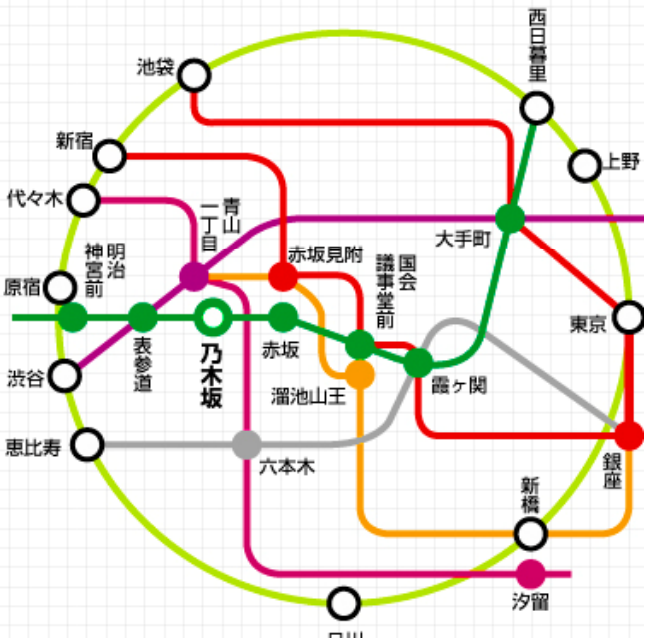 西日暮里
池袋
新宿
上野
代々木
青山
一丁目
大手町
明治
神宮前
赤坂見附
国会
議事堂前
原宿
東京
表参道
乃木坂
赤坂
渋谷
霞ヶ関
溜池山王
恵比寿
六本木
銀座
新橋
汐留